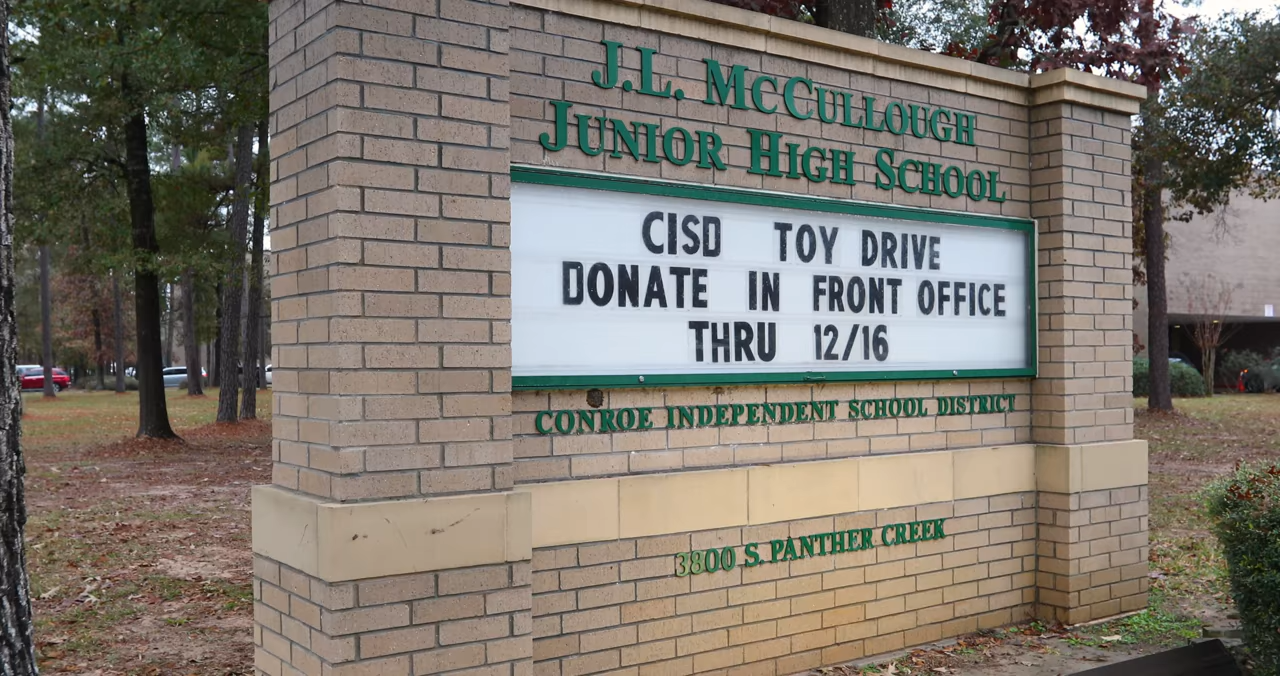 J.L. McCullough
Junior High School
CISD TOY DRIVE
DONATE IN FRONT OFFICE
THRU 12/16
CONROE INDEPENDENT SCHOOL DISTRICT
3800 S. PANTHER CREEK